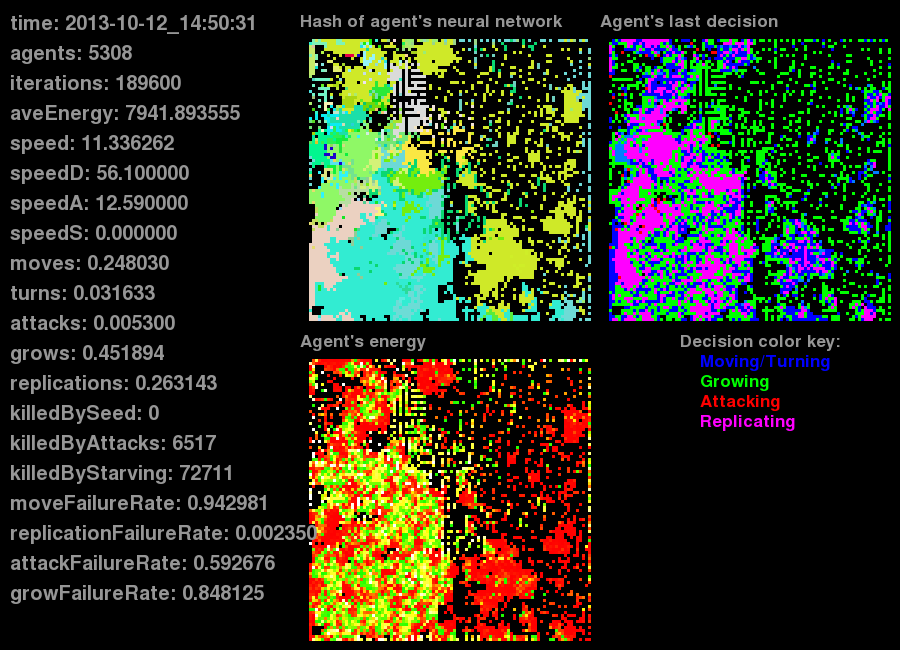 time: 2013-10-12_14:50:31
agents: 5308
iterations: 189600
aveEnergy: 7941.893555
speed: 11.336262
speedD: 56.100000
speedA: 12.590000
speedS: 0.000000
moves: 0.248030
turns: 0.031633
attacks: 0.005300
grows: 0.451894
replications: 0.263143
killedBySeed: 0
killedByAttacks: 6517
killedByStarving: 72711
moveFailureRate: 0.942981
replicationFailureRate: 0.002350
attackFailureRate: 0.592676
growFailureRate: 0.848125
Hash of agent's neural network
Agent's last decision
Agent's energy
Decision color key:
Moving/Turning
Growing
Attacking
Replicating